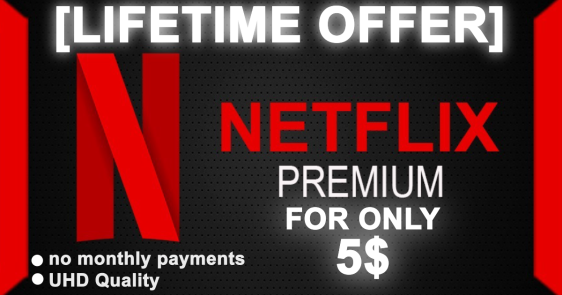 [LIFETIME OFFER]
N
NETFLIX
PREMIUM
FOR ONLY
5$
● no monthly payments
● UHD Quality